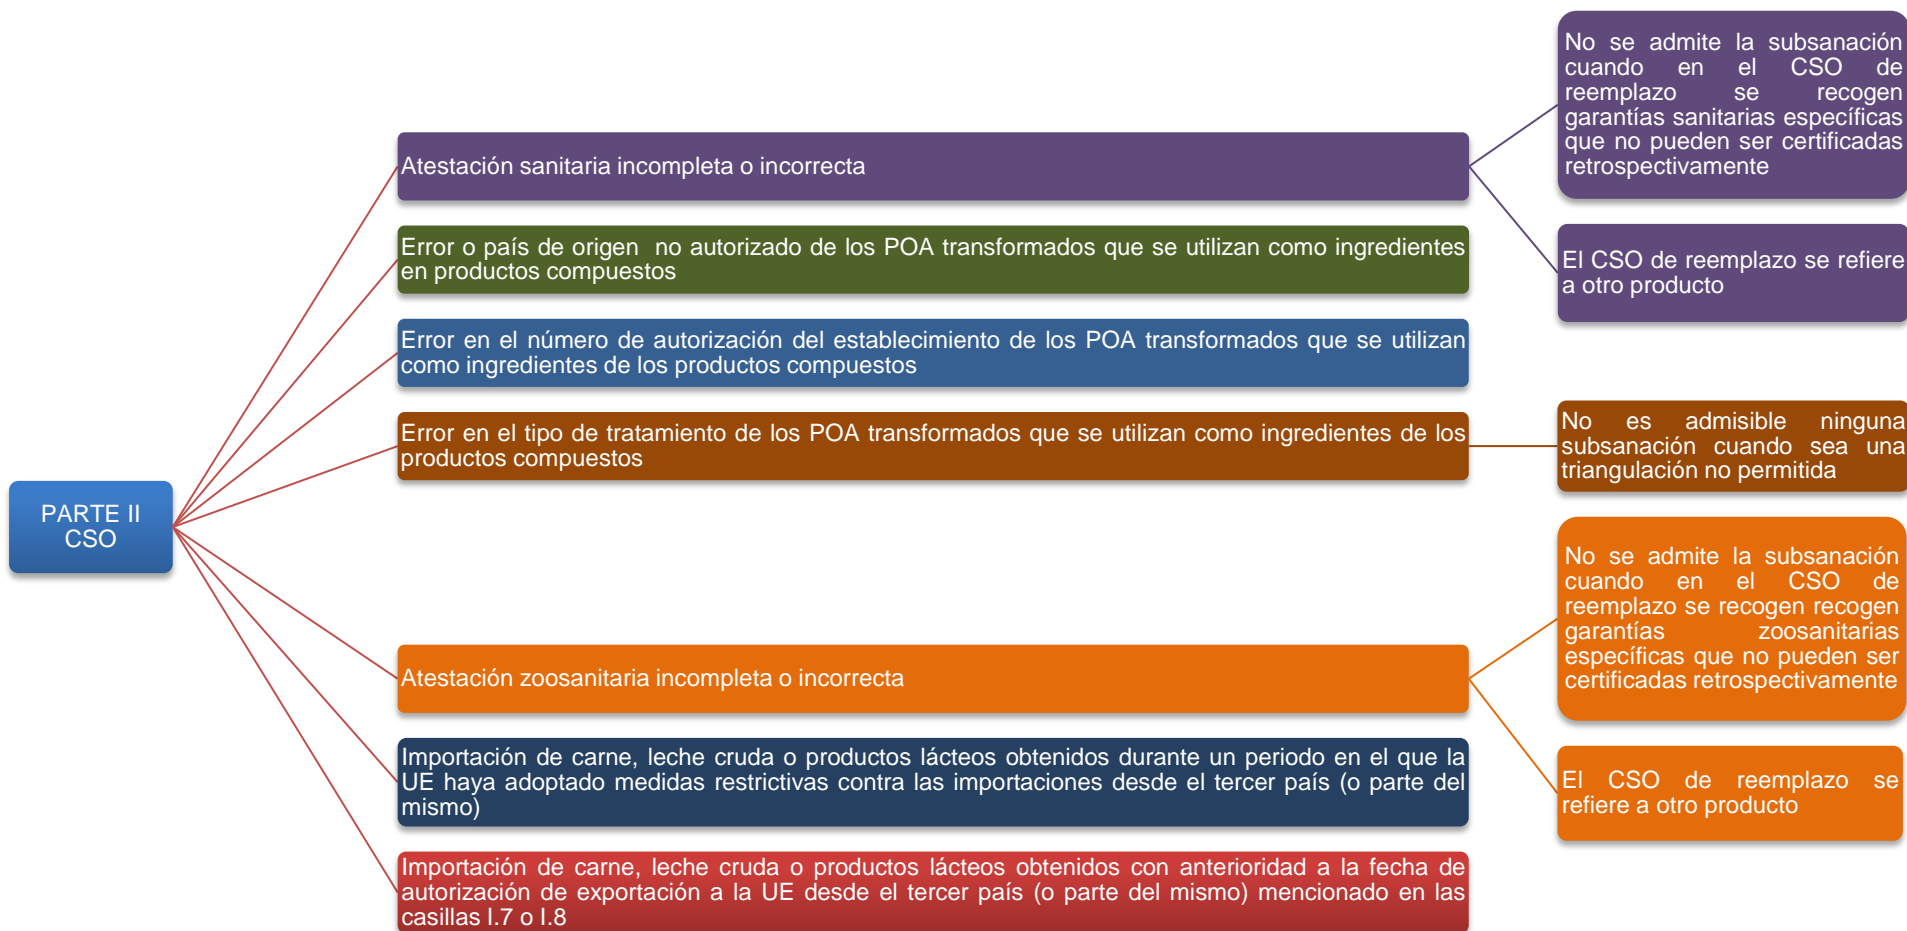 PARTE II
CSO
Atestación sanitaria incompleta o incorrecta
No se admite la subsanación
cuando en el CSO de
reemplazo se recogen
garantías sanitarias específicas
que no pueden ser certificadas
retrospectivamente
El CSO de reemplazo se refiere
a otro producto
Error o país de origen no autorizado de los POA transformados que se utilizan como ingredientes
en productos compuestos
Error en el número de autorización del establecimiento de los POA transformados que se utilizan
como ingredientes de los productos compuestos
Error en el tipo de tratamiento de los POA transformados que se utilizan como ingredientes de los
productos compuestos
No es admisible ninguna
subsanación cuando sea una
triangulación no permitida
Atestación zoosanitaria incompleta o incorrecta
No se admite la subsanación
cuando en el CSO de
reemplazo se recogen recogen
garantías zoosanitarias
específicas que no pueden ser
certificadas retrospectivamente
El CSO de reemplazo se
refiere a otro producto
Importación de carne, leche cruda o productos lácteos obtenidos durante un periodo en el que la
UE haya adoptado medidas restrictivas contra las importaciones desde el tercer país (o parte del
mismo)
Importación de carne, leche cruda o productos lácteos obtenidos con anterioridad a la fecha de
autorización de exportación a la UE desde el tercer país (o parte del mismo) mencionado en las
casillas I.7 o I.8